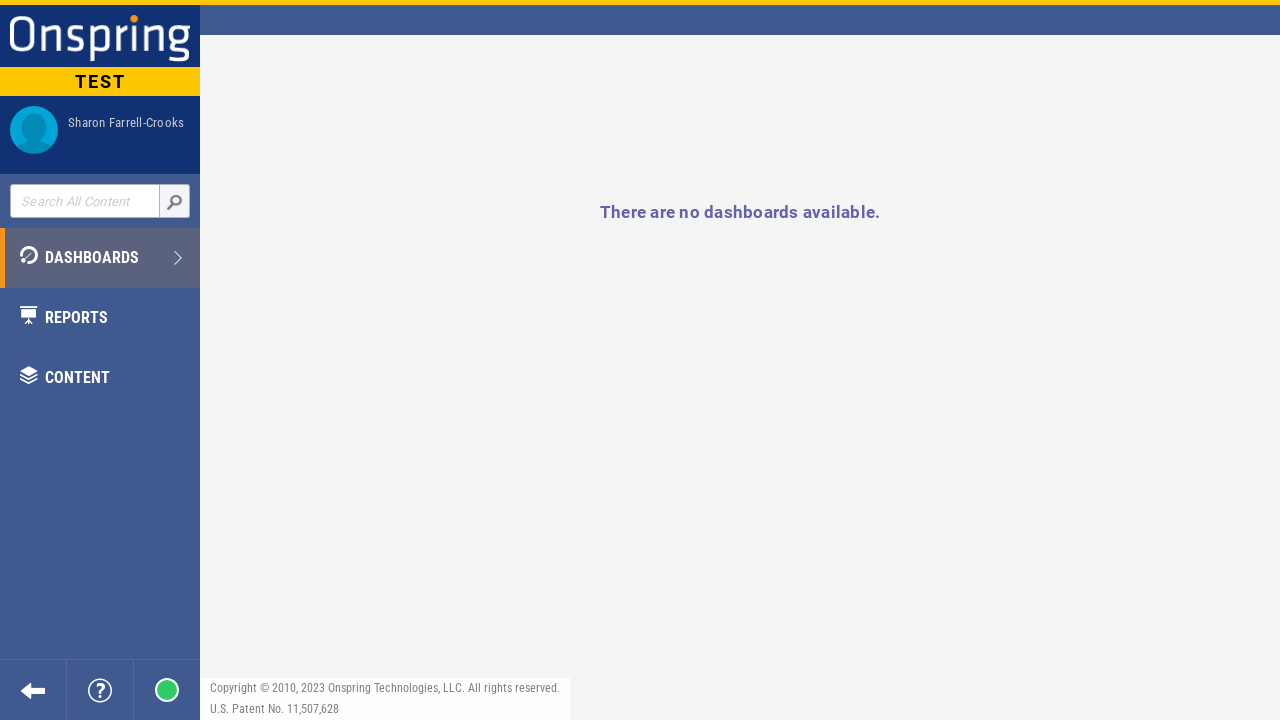 Onspring
TEST
Sharon Farrell-Crooks
Search All Content
DASHBOARDS
REPORTS
CONTENT
There are no dashboards available.
Copyright © 2010, 2023 Onspring Technologies, LLC. All rights reserved.
U.S. Patent No. 11,507,628